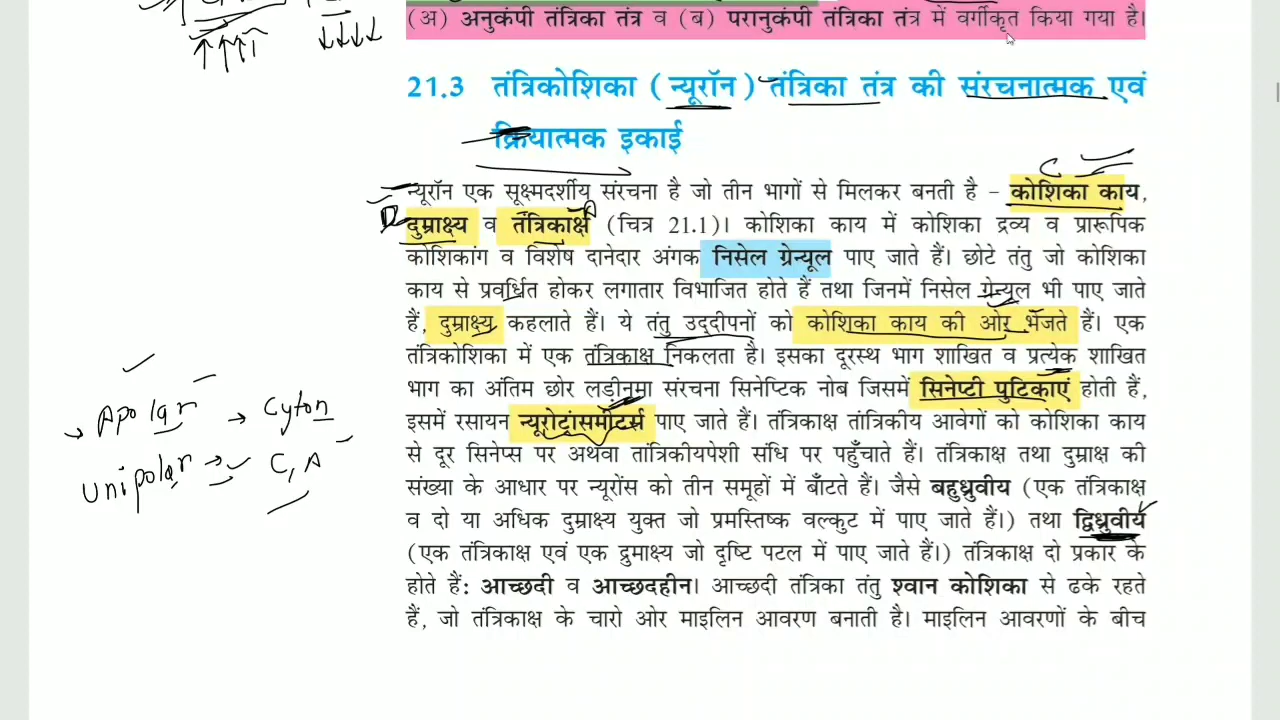 (अ) अनुकंपी तंत्रिका तंत्र व (ब) परानुकंपी तंत्रिका तंत्र में वर्गीकृत किया गया है।
21.3 तंत्रिकोशिका (न्यूरॉन) तंत्रिका तंत्र की संरचनात्मक एवं
क्रियात्मक इकाई
C
न्यूरॉन एक सूक्ष्मदर्शीय संरचना है जो तीन भागों से मिलकर बनती है – कोशिका काय,
D
A
दुम्राक्ष्य व तंत्रिकाक्ष (चित्र 21.1)। कोशिका काय में कोशिका द्रव्य व प्रारूपिक
कोशिकांग व विशेष दानेदार अंगक निसेल ग्रेन्यूल पाए जाते हैं। छोटे तंतु जो कोशिका
काय से प्रवर्धित होकर लगातार विभाजित होते हैं तथा जिनमें निसेल ग्रेन्यूल भी पाए जाते
हैं, दुम्राक्ष्य कहलाते हैं। ये तंतु उद्दीपनों को कोशिका काय की ओर भेजते हैं। एक
तंत्रिकोशिका में एक तंत्रिकाक्ष निकलता है। इसका दूरस्थ भाग शाखित व प्रत्येक शाखित
भाग का अंतिम छोर लड़ीनुमा संरचना सिनेप्टिक नोब जिसमें सिनेप्टी पुटिकाएं होती हैं,
इसमें रसायन न्यूरोट्रांसमीटर्स पाए जाते हैं। तंत्रिकाक्ष तांत्रिकीय आवेगों को कोशिका काय
से दूर सिनेप्स पर अथवा तांत्रिकीयपेशी संधि पर पहुँचाते हैं। तंत्रिकाक्ष तथा दुम्राक्ष की
संख्या के आधार पर न्यूरोंस को तीन समूहों में बाँटते हैं। जैसे बहुध्रुवीय (एक तंत्रिकाक्ष
व दो या अधिक दुम्राक्ष्य युक्त जो प्रमस्तिष्क वल्कुट में पाए जाते हैं।) तथा द्विध्रुवीय
(एक तंत्रिकाक्ष एवं एक द्रुमाक्ष्य जो दृष्टि पटल में पाए जाते हैं।) तंत्रिकाक्ष दो प्रकार के
होते हैं: आच्छदी व आच्छदहीन। आच्छदी तंत्रिका तंतु श्वान कोशिका से ढके रहते
हैं, जो तंत्रिकाक्ष के चारो ओर माइलिन आवरण बनाती है। माइलिन आवरणों के बीच
Apolar → Cyton
Unipolar → C, A